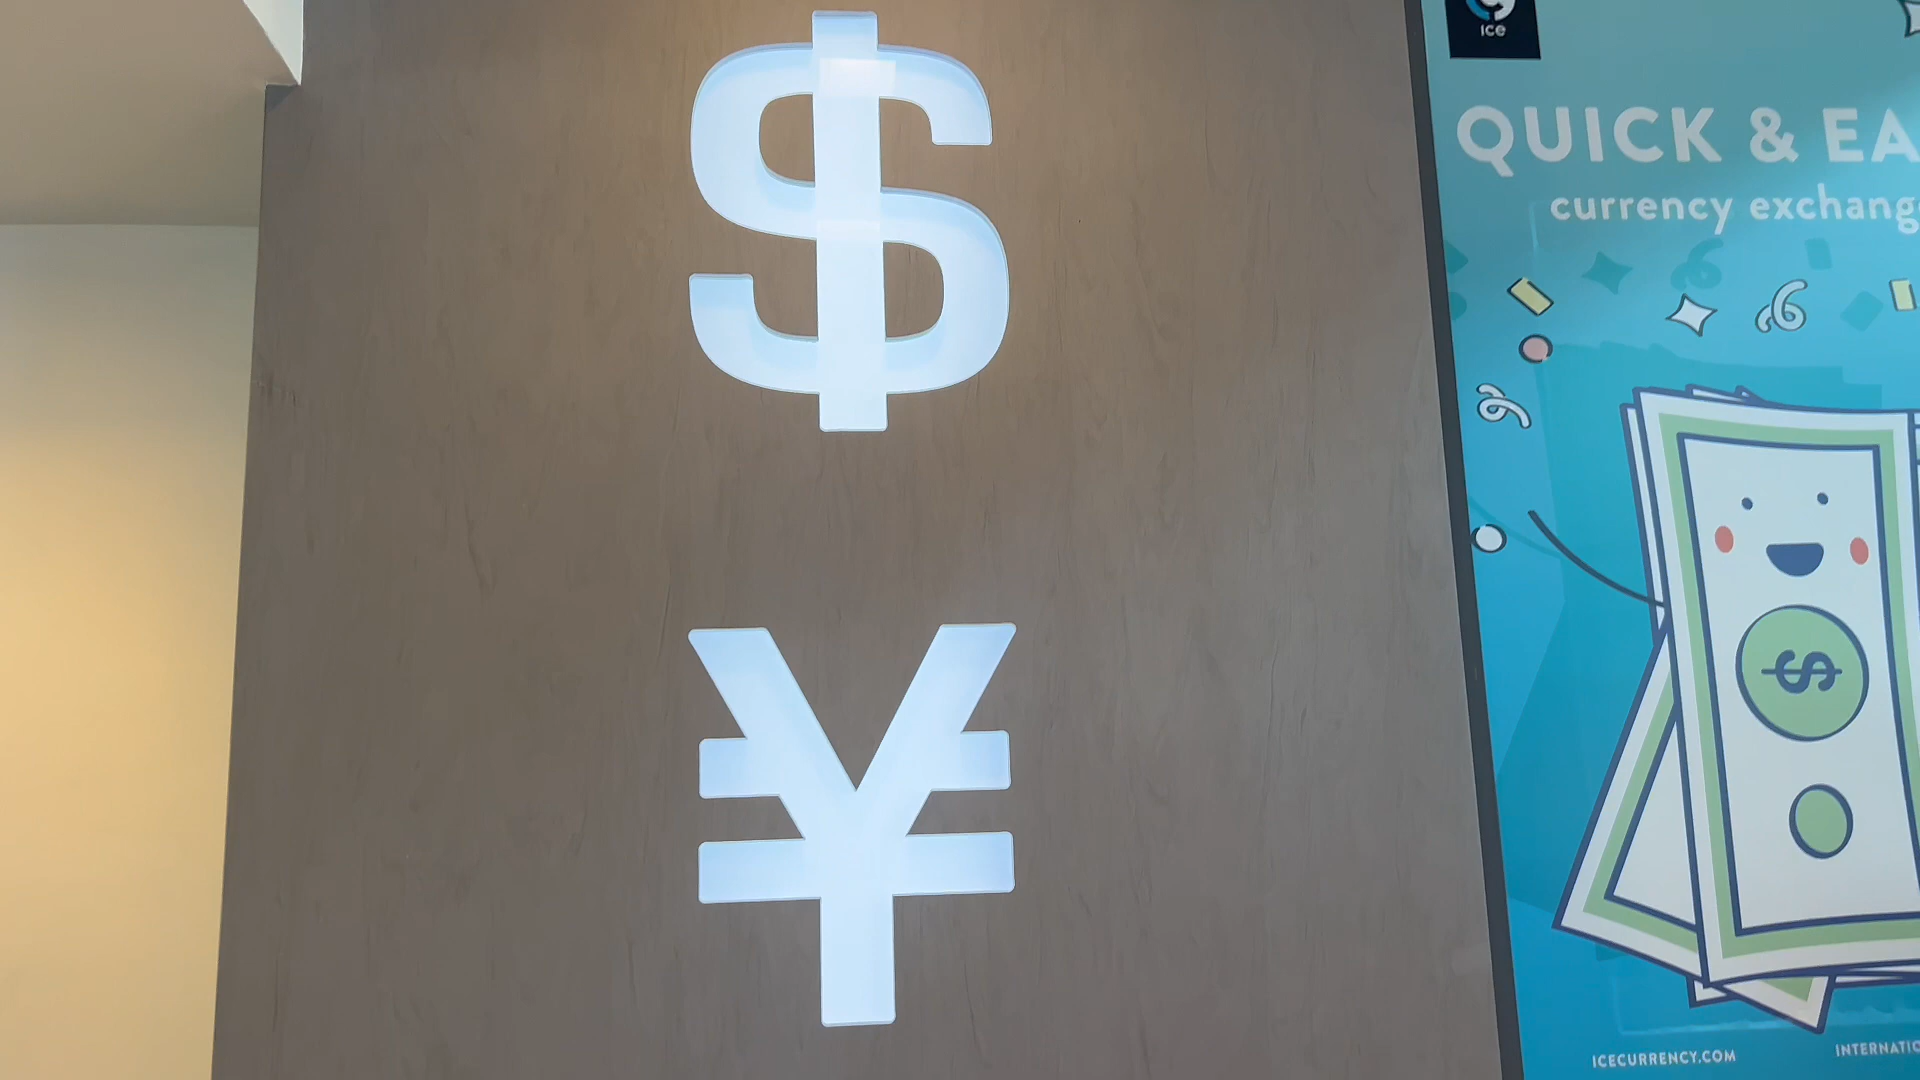 $
¥
ice
QUICK & EA
currency exchang
$
ICECURRENCY.COM
INTERNATIO